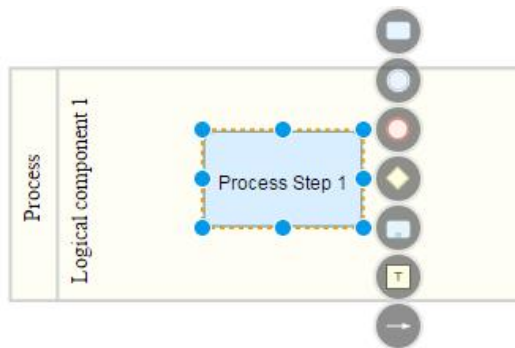 Process
Logical component 1
Process Step 1
T